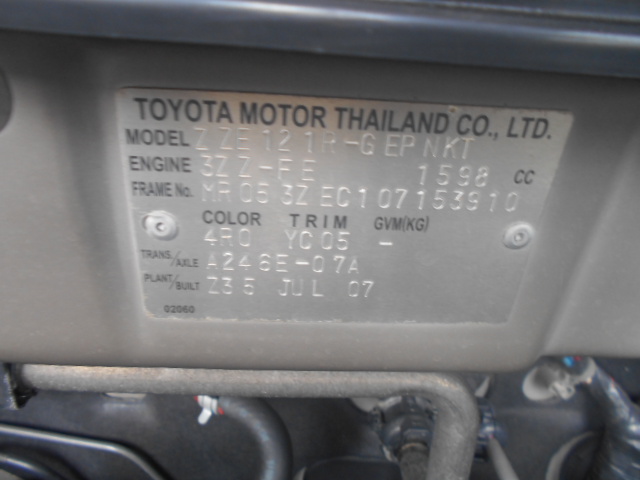 TOYOTA MOTOR THAILAND CO., LTD.
MODEL ZZE121R-GEPNKT
ENGINE 3ZZ-FE 1598 CC
FRAME No. MR053ZEC107153910
COLOR TRIM GVM(KG)
4R0 YC05 -
TRANS/AXLE A246E-07A
PLANT/BUILT Z35 JUL 07
02060